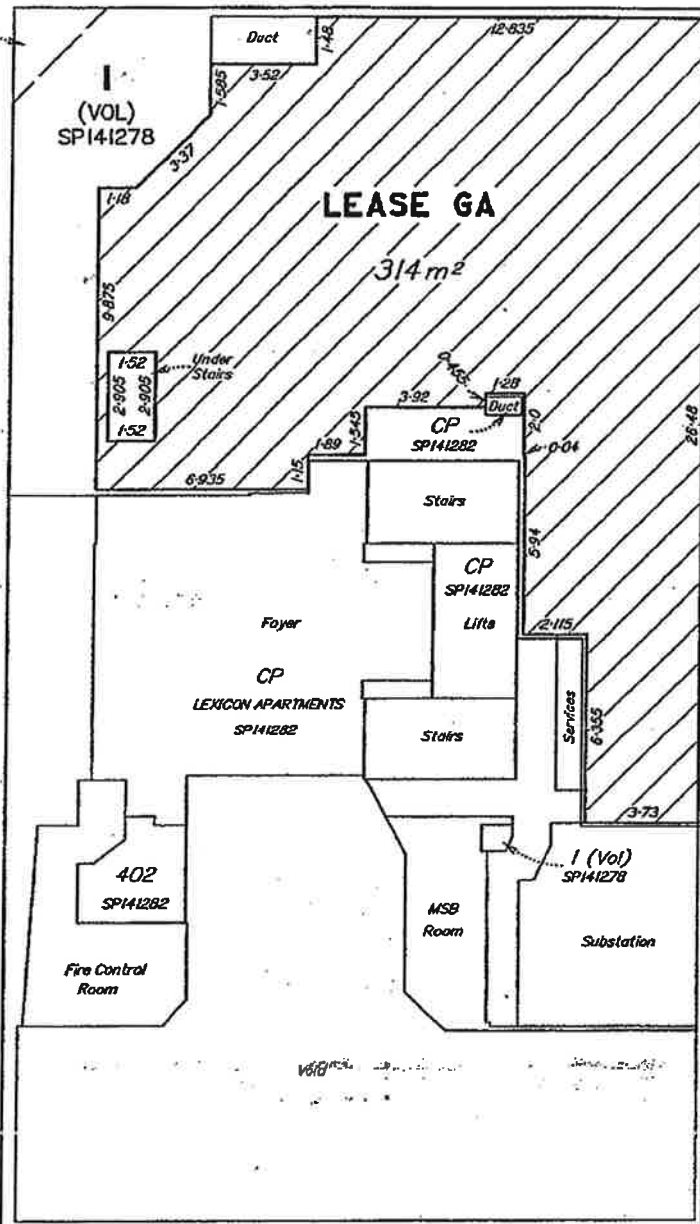 Duct
1·48
12·835
3·52
1·585
1
(VOL)
SP141278
3·37
1·18
LEASE GA
314 m²
9·875
1·52
2·905
2·905
1·52
Under
Stairs
0·455
1·28
3·92
Duct
2·0
CP
SP141282
1·545
1·89
0·04
26·48
1·15
6·935
Stairs
5·94
CP
SP141282
Lifts
Foyer
2·115
CP
LEXICON APARTMENTS
SP141282
Services
6·355
Stairs
3·73
402
SP141282
1 (Vol)
SP141278
MSB
Room
Substation
Fire Control
Room
Void